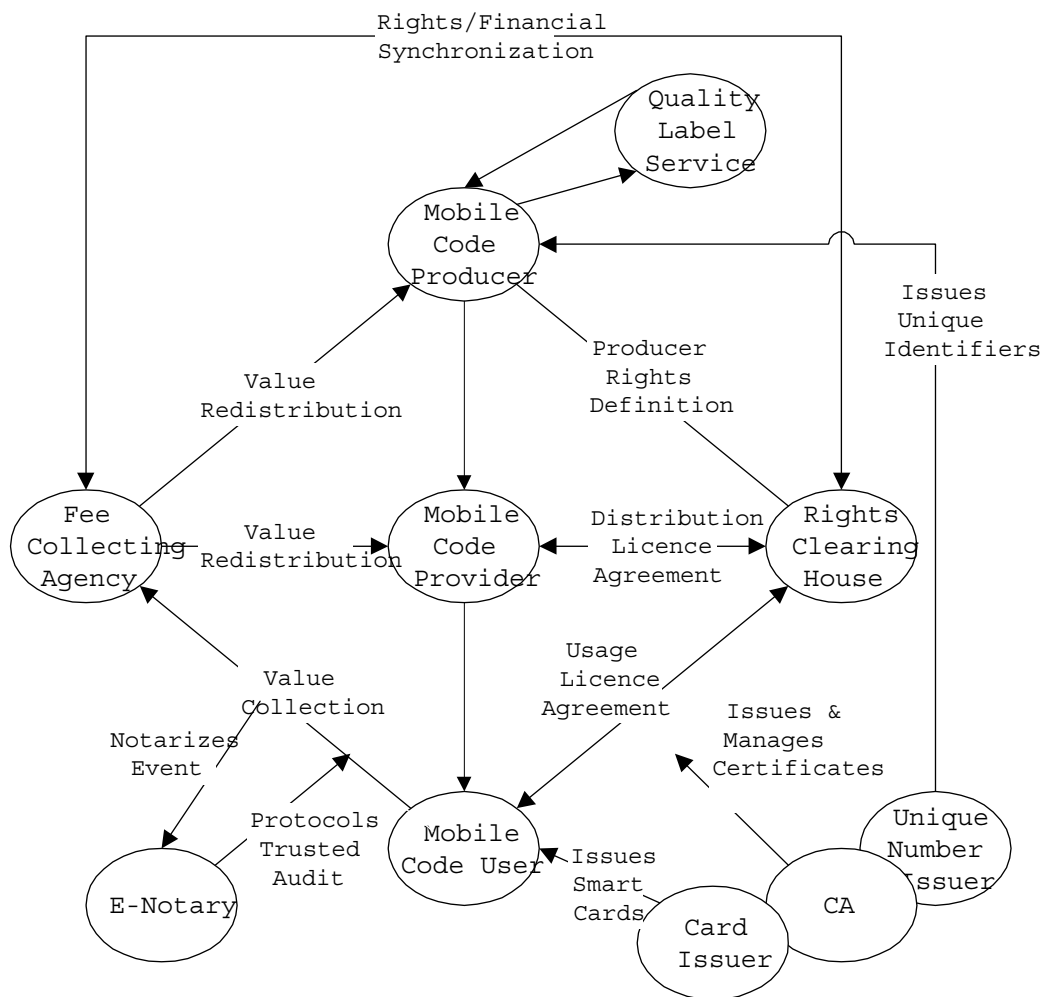 Rights/Financial
Synchronization
Quality
Label
Service
Mobile
Code
Producer
Issues
Unique
Identifiers
Producer
Rights
Definition
Value
Redistribution
Fee
Collecting
Agency
Value
Redistribution
Mobile
Code
Provider
Distribution
Licence
Agreement
Rights
Clearing
House
Usage
Licence
Agreement
Value
Collection
Issues &
Manages
Certificates
Notarizes
Event
Protocols
Trusted
Audit
Mobile
Code User
Issues
Smart
Cards
Unique
Number
Issuer
E-Notary
CA
Card
Issuer